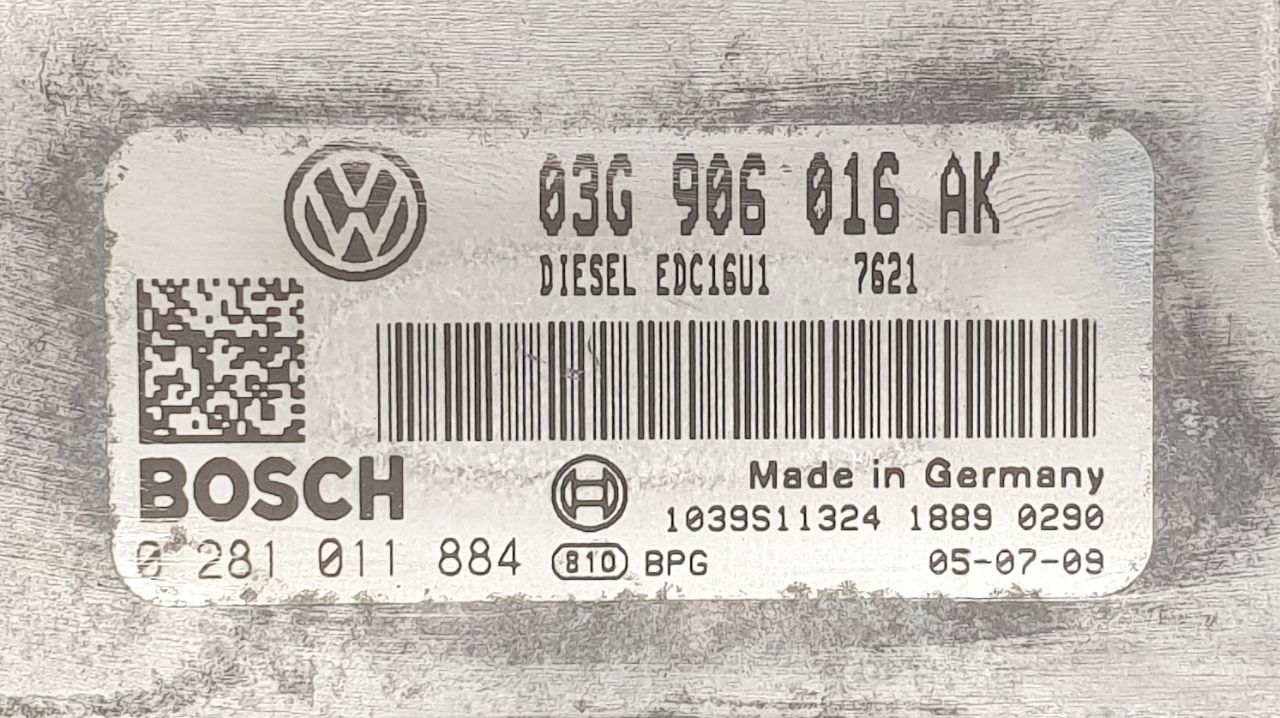 03G 906 016 AK
DIESEL EDC16U1 7621
BOSCH
Made in Germany
1039S11324 1889 0290
0 281 011 884 810 BPG 05-07-09